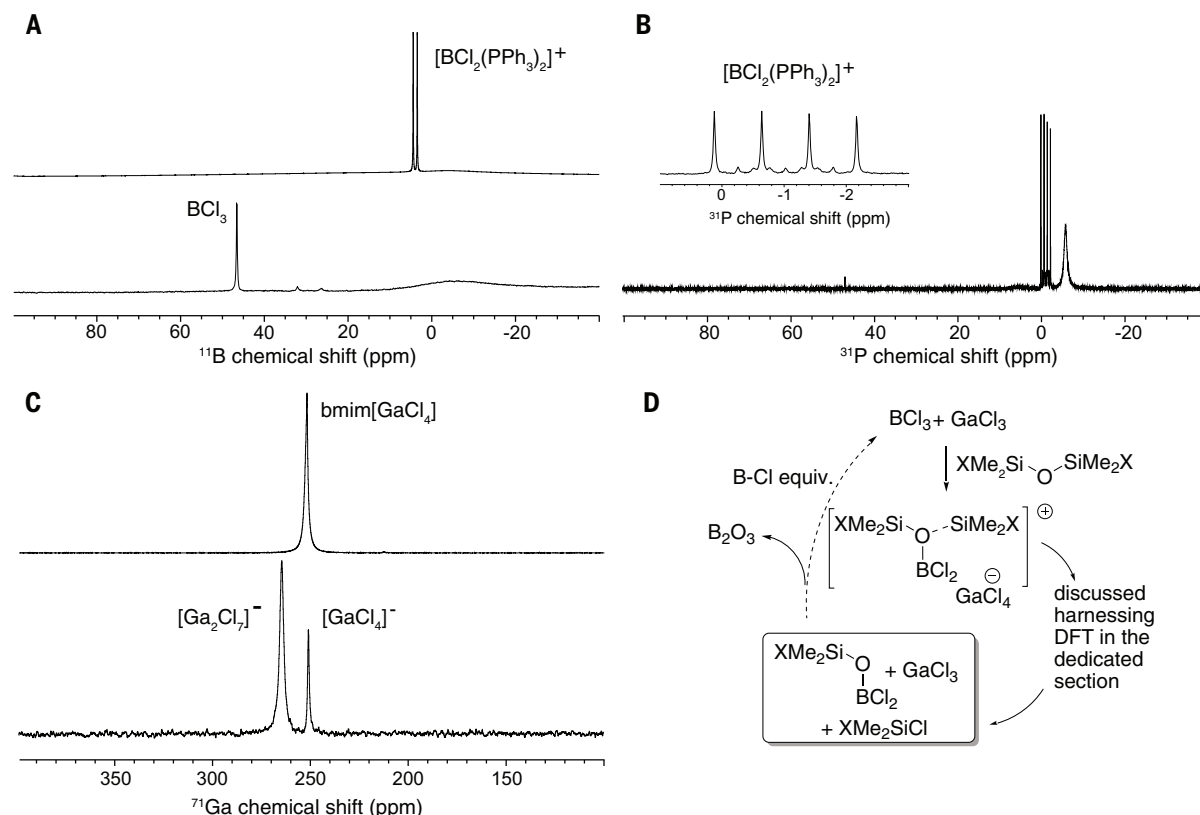 A
[BCl₂(PPh₃)₂]⁺
BCl₃
80 60 40 20 0 -20
¹¹B chemical shift (ppm)
B
[BCl₂(PPh₃)₂]⁺
0 -1 -2
³¹P chemical shift (ppm)
80 60 40 20 0 -20
³¹P chemical shift (ppm)
C
bmim[GaCl₄]
[Ga₂Cl₇]⁻ [GaCl₄]⁻
350 300 250 200 150
⁷¹Ga chemical shift (ppm)
D
BCl₃ + GaCl₃
XMe₂Si O SiMe₂X
B-Cl equiv.
B₂O₃
XMe₂Si O SiMe₂X
⊕
BCl₂
⊖
GaCl₄
discussed
harnessing
DFT in the
dedicated
section
XMe₂Si
O + GaCl₃
BCl₂
+ XMe₂SiCl